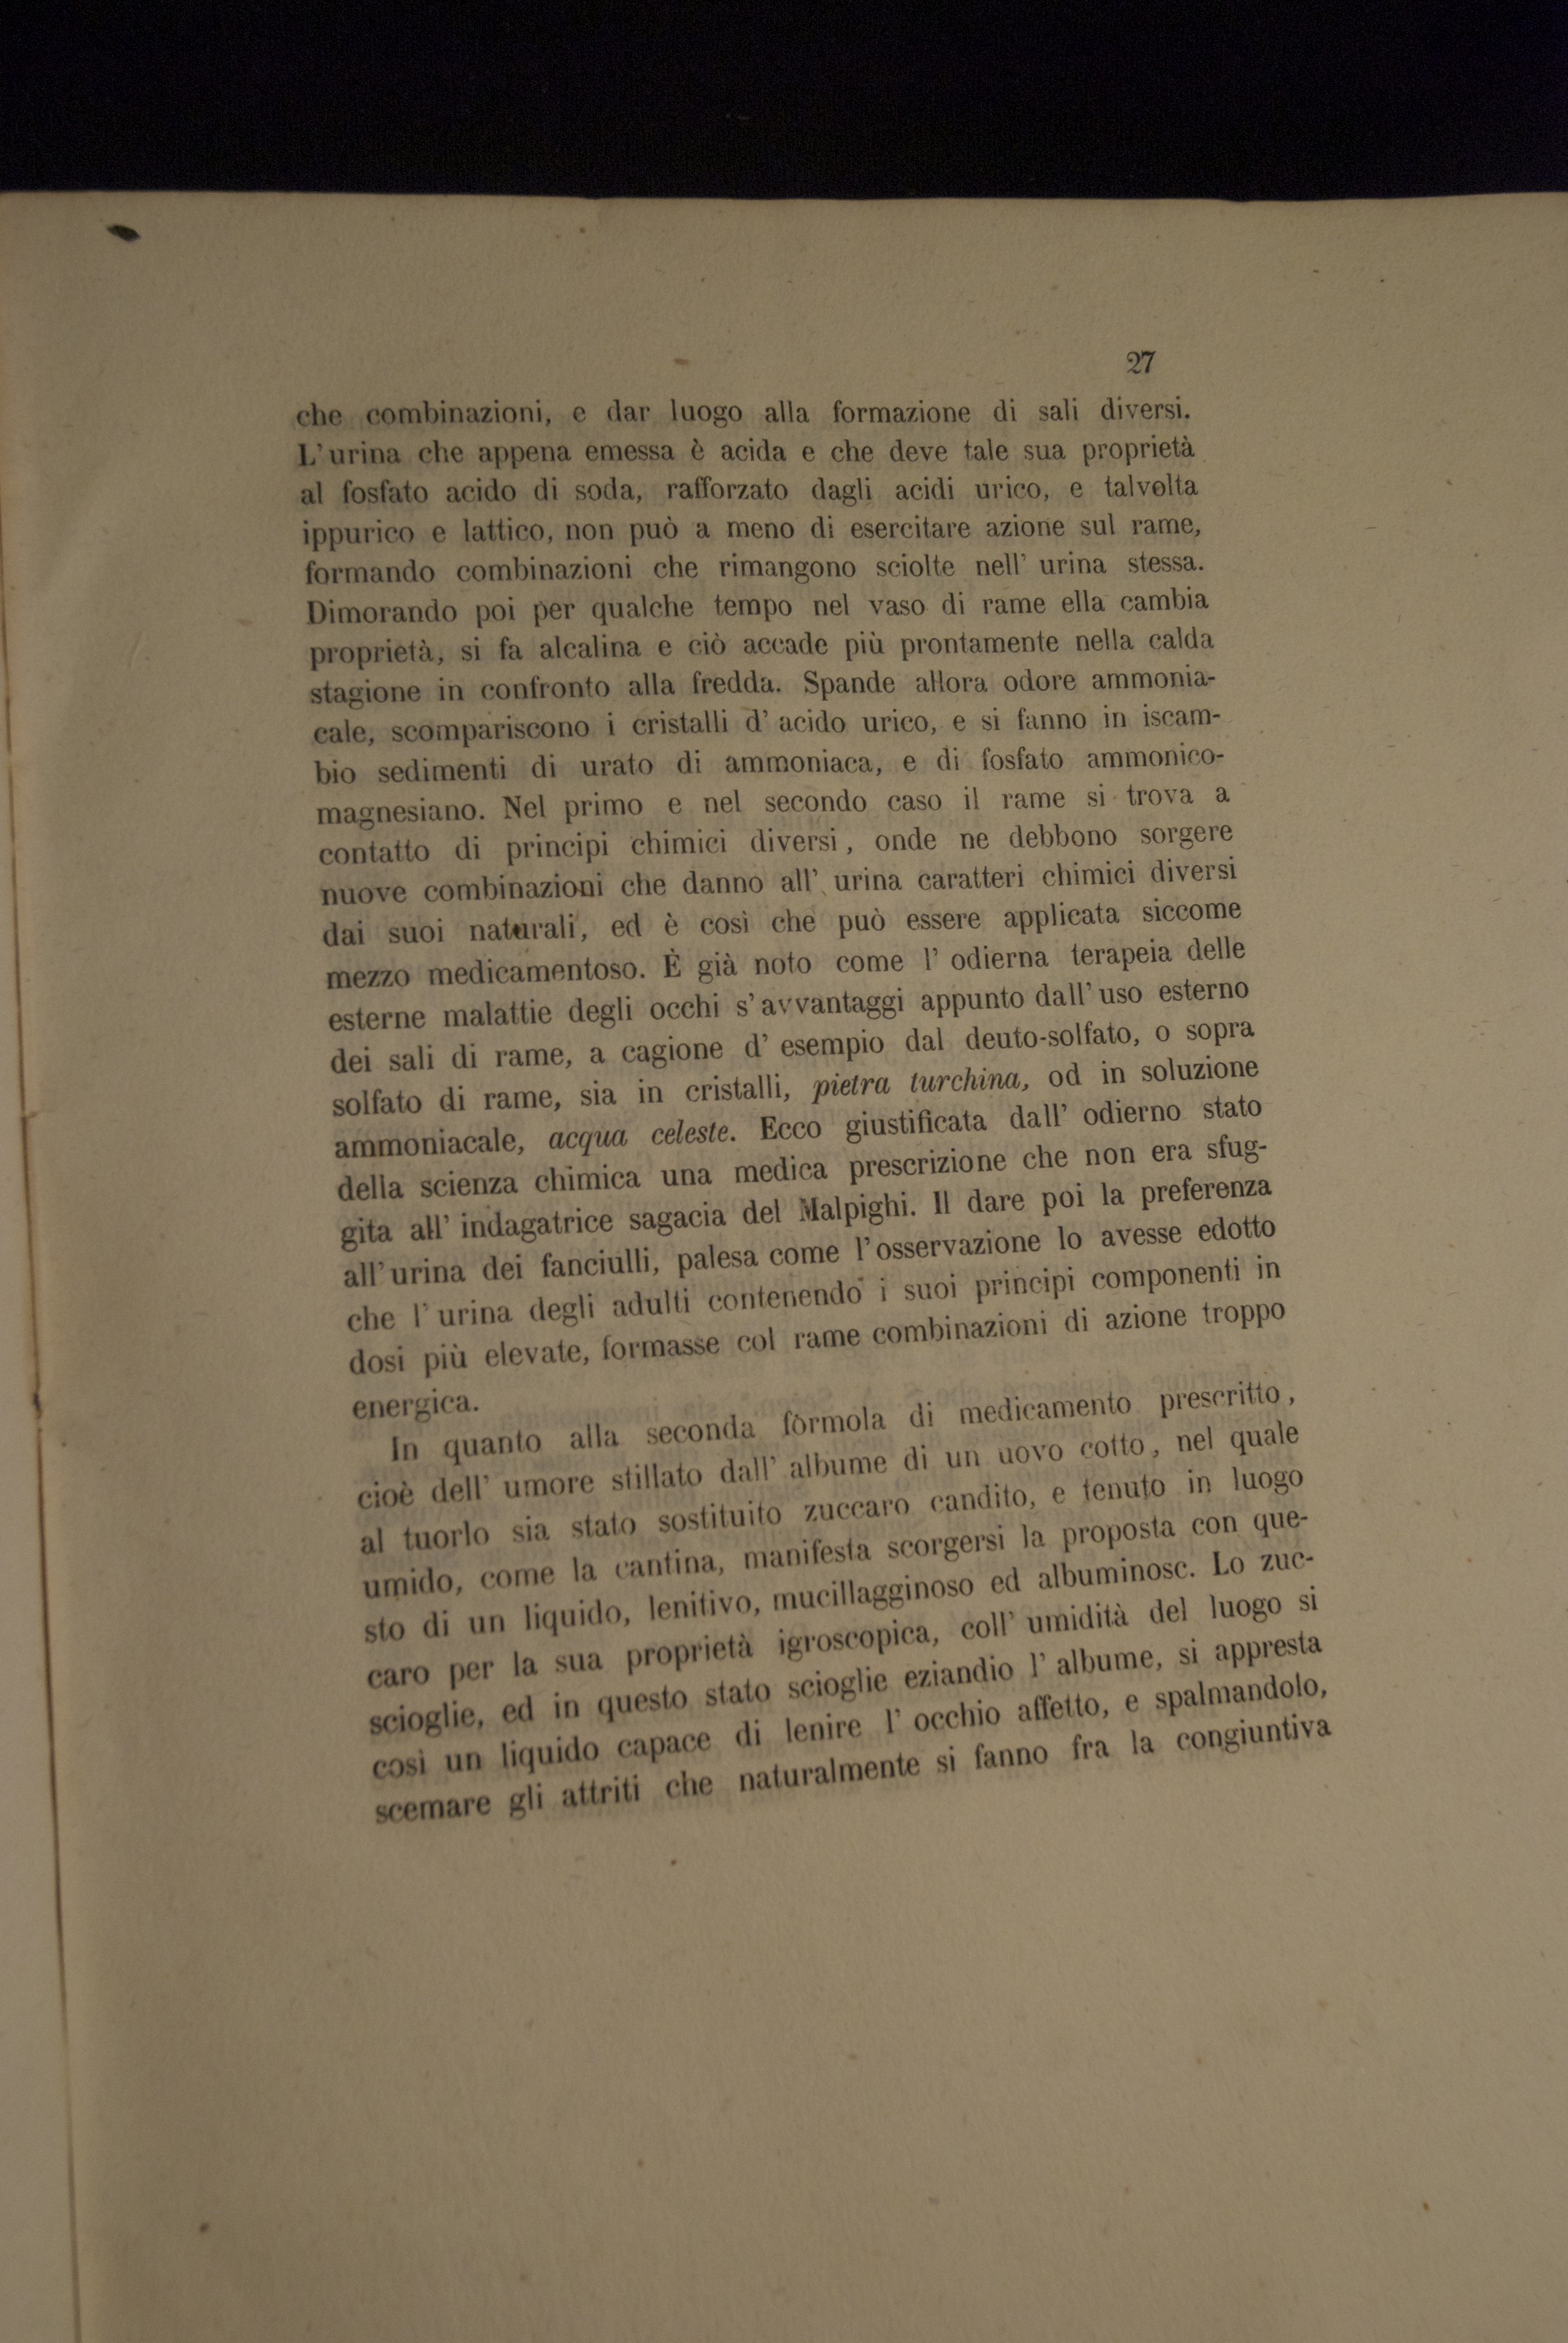 27
che combinazioni, e dar luogo alla formazione di sali diversi.
L'urina che appena emessa è acida e che deve tale sua proprietà
al fosfato acido di soda, rafforzato dagli acidi urico, e talvolta
ippurico e lattico, non può a meno di esercitare azione sul rame,
formando combinazioni che rimangono sciolte nell' urina stessa.
Dimorando poi per qualche tempo nel vaso di rame ella cambia
proprietà, si fa alcalina e ciò accade più prontamente nella calda
stagione in confronto alla fredda. Spande allora odore ammonia-
cale, scompariscono i cristalli d' acido urico, e si fanno in iscam-
bio sedimenti di urato di ammoniaca, e di fosfato ammonico-
magnesiano. Nel primo e nel secondo caso il rame si trova a
contatto di principi chimici diversi, onde ne debbono sorgere
nuove combinazioni che danno all' urina caratteri chimici diversi
dai suoi naturali, ed è così che può essere applicata siccome
mezzo medicamentoso. È già noto come l' odierna terapeia delle
esterne malattie degli occhi s'avvantaggi appunto dall'uso esterno
dei sali di rame, a cagione d' esempio dal deuto-solfato, o sopra
solfato di rame, sia in cristalli, pietra turchina, od in soluzione
ammoniacale, acqua celeste. Ecco giustificata dall' odierno stato
della scienza chimica una medica prescrizione che non era sfug-
gita all' indagatrice sagacia del Malpighi. Il dare poi la preferenza
all'urina dei fanciulli, palesa come l'osservazione lo avesse edotto
che l'urina degli adulti contenendo i suoi principi componenti in
dosi più elevate, formasse col rame combinazioni di azione troppo
energica.
In quanto alla seconda formola di medicamento prescritto,
cioè dell' umore stillato dall' albume di un uovo cotto, nel quale
al tuorlo sia stato sostituito zuccaro candito, e tenuto in luogo
umido, come la cantina, manifesta scorgersi la proposta con que-
sto di un liquido, lenitivo, mucillagginoso ed albuminosc. Lo zuc-
caro per la sua proprietà igroscopica, coll' umidità del luogo si
scioglie, ed in questo stato scioglie eziandio l' albume, si appresta
così un liquido capace di lenire l' occhio affetto, e spalmandolo,
scemare gli attriti che naturalmente si fanno fra la congiuntiva